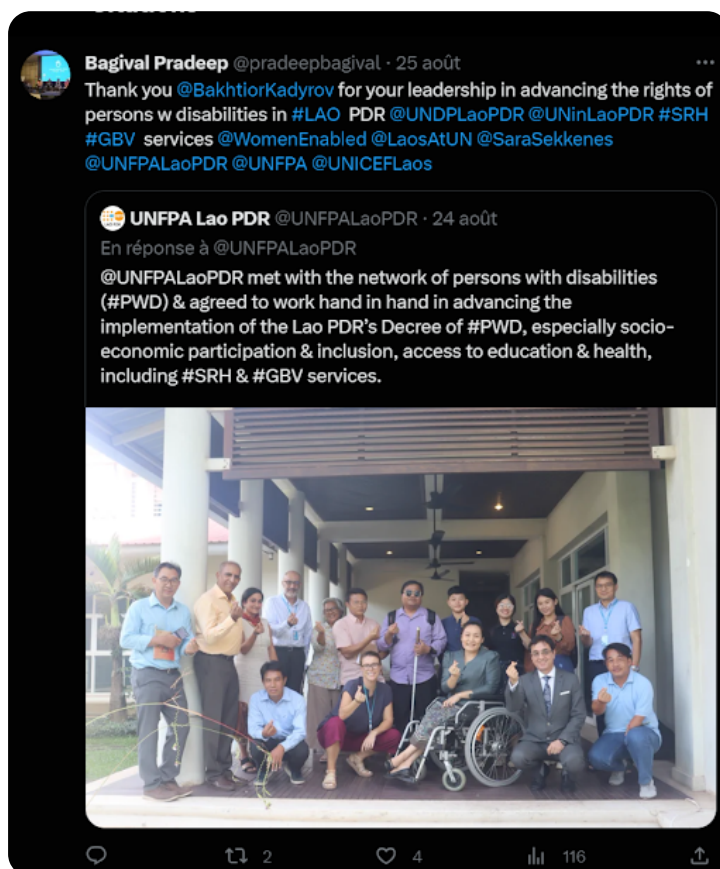 Bagival Pradeep @pradeepbagival · 25 août
Thank you @BakhtiorKadyrov for your leadership in advancing the rights of
persons w disabilities in #LAO PDR @UNDPLaoPDR @UNinLaoPDR #SRH
#GBV services @WomenEnabled @LaosAtUN @SaraSekkenes
@UNFPALaoPDR @UNFPA @UNICEFLaos
UNFPA Lao PDR @UNFPALaoPDR · 24 août
En réponse à @UNFPALaoPDR
@UNFPALaoPDR met with the network of persons with disabilities
(#PWD) & agreed to work hand in hand in advancing the
implementation of the Lao PDR's Decree of #PWD, especially socio-
economic participation & inclusion, access to education & health,
including #SRH & #GBV services.
2 4 116